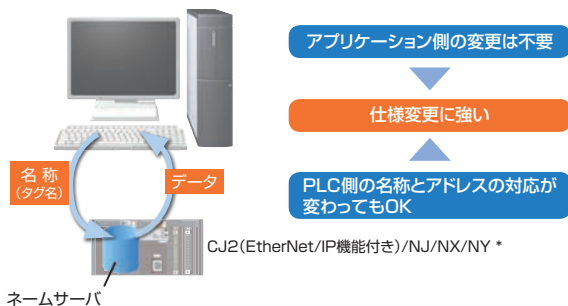 アプリケーション側の変更は不要
仕様変更に強い
名 称
(タグ名)
データ
PLC側の名称とアドレスの対応が
変わってもOK
CJ2(EtherNet/IP機能付き)/NJ/NX/NY *
ネームサーバ